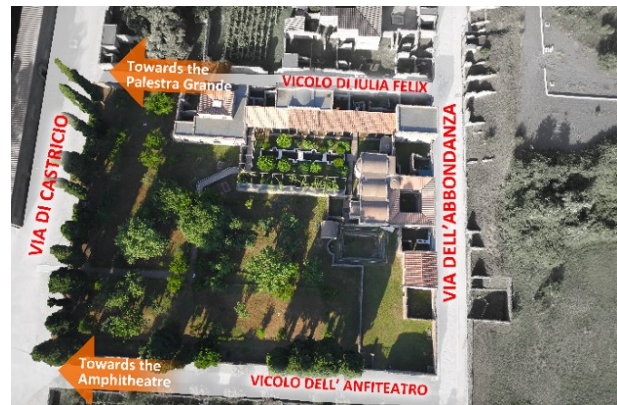 Towards the
Palestra Grande
VICOLO DI IULIA FELIX
VIA DI CASTRICIO
VIA DELL'ABBONDANZA
Towards the
Amphitheatre
VICOLO DELL' ANFITEATRO